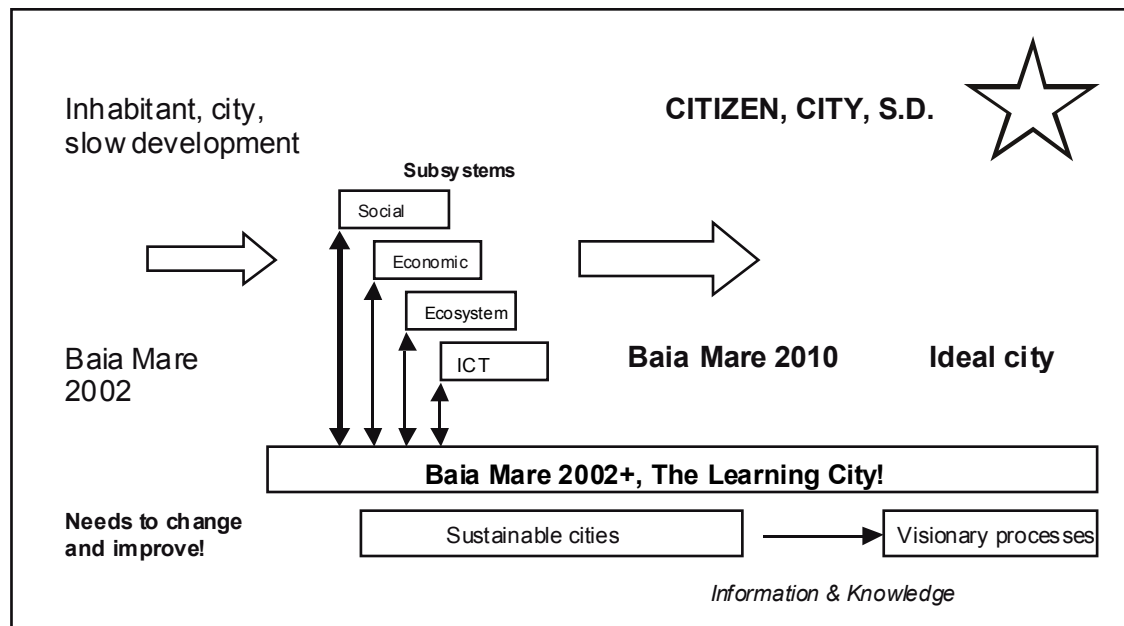 Inhabitant, city,
slow development
CITIZEN, CITY, S.D.
Subsystems
Social
Economic
Ecosystem
ICT
Baia Mare
2002
Baia Mare 2010
Ideal city
Baia Mare 2002+, The Learning City!
Needs to change
and improve!
Sustainable cities
Visionary processes
Information & Knowledge